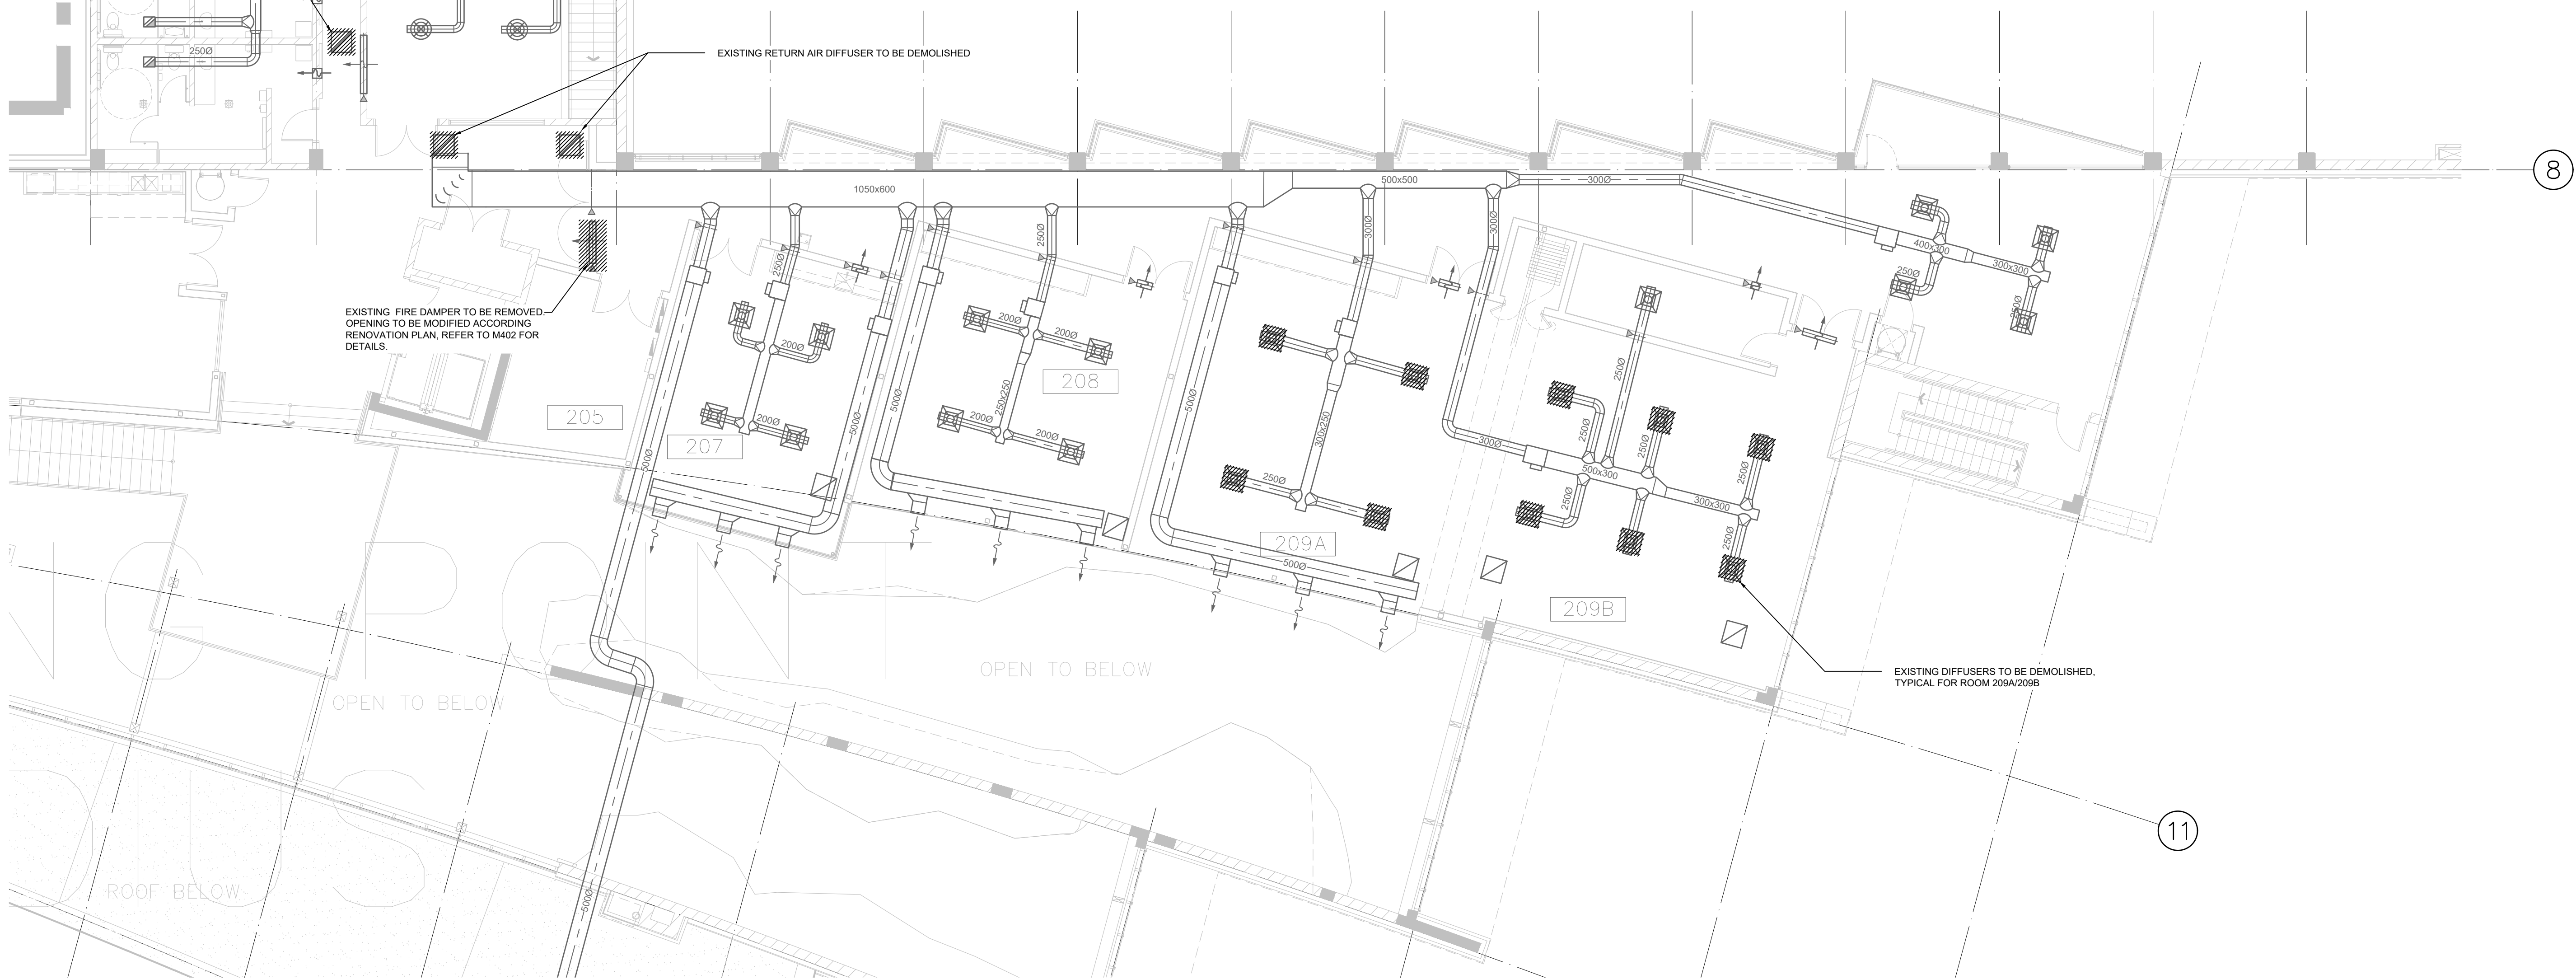 250Ø
EXISTING RETURN AIR DIFFUSER TO BE DEMOLISHED
8
1050x600
500x500
300Ø
300Ø
300Ø
250Ø
250Ø
400x300
300x300
250Ø
250Ø
EXISTING FIRE DAMPER TO BE REMOVED.
OPENING TO BE MODIFIED ACCORDING
RENOVATION PLAN, REFER TO M402 FOR
DETAILS.
200Ø
200Ø
200Ø
200Ø
200Ø
200Ø
250x250
208
205
207
500Ø
500Ø
500Ø
500Ø
300x250
250Ø
209A
500Ø
250Ø
250Ø
250Ø
250Ø
300Ø
500x300
250Ø
300x300
250Ø
209B
OPEN TO BELOW
OPEN TO BELOW
EXISTING DIFFUSERS TO BE DEMOLISHED,
TYPICAL FOR ROOM 209A/209B
11
ROOF BELOW
500Ø